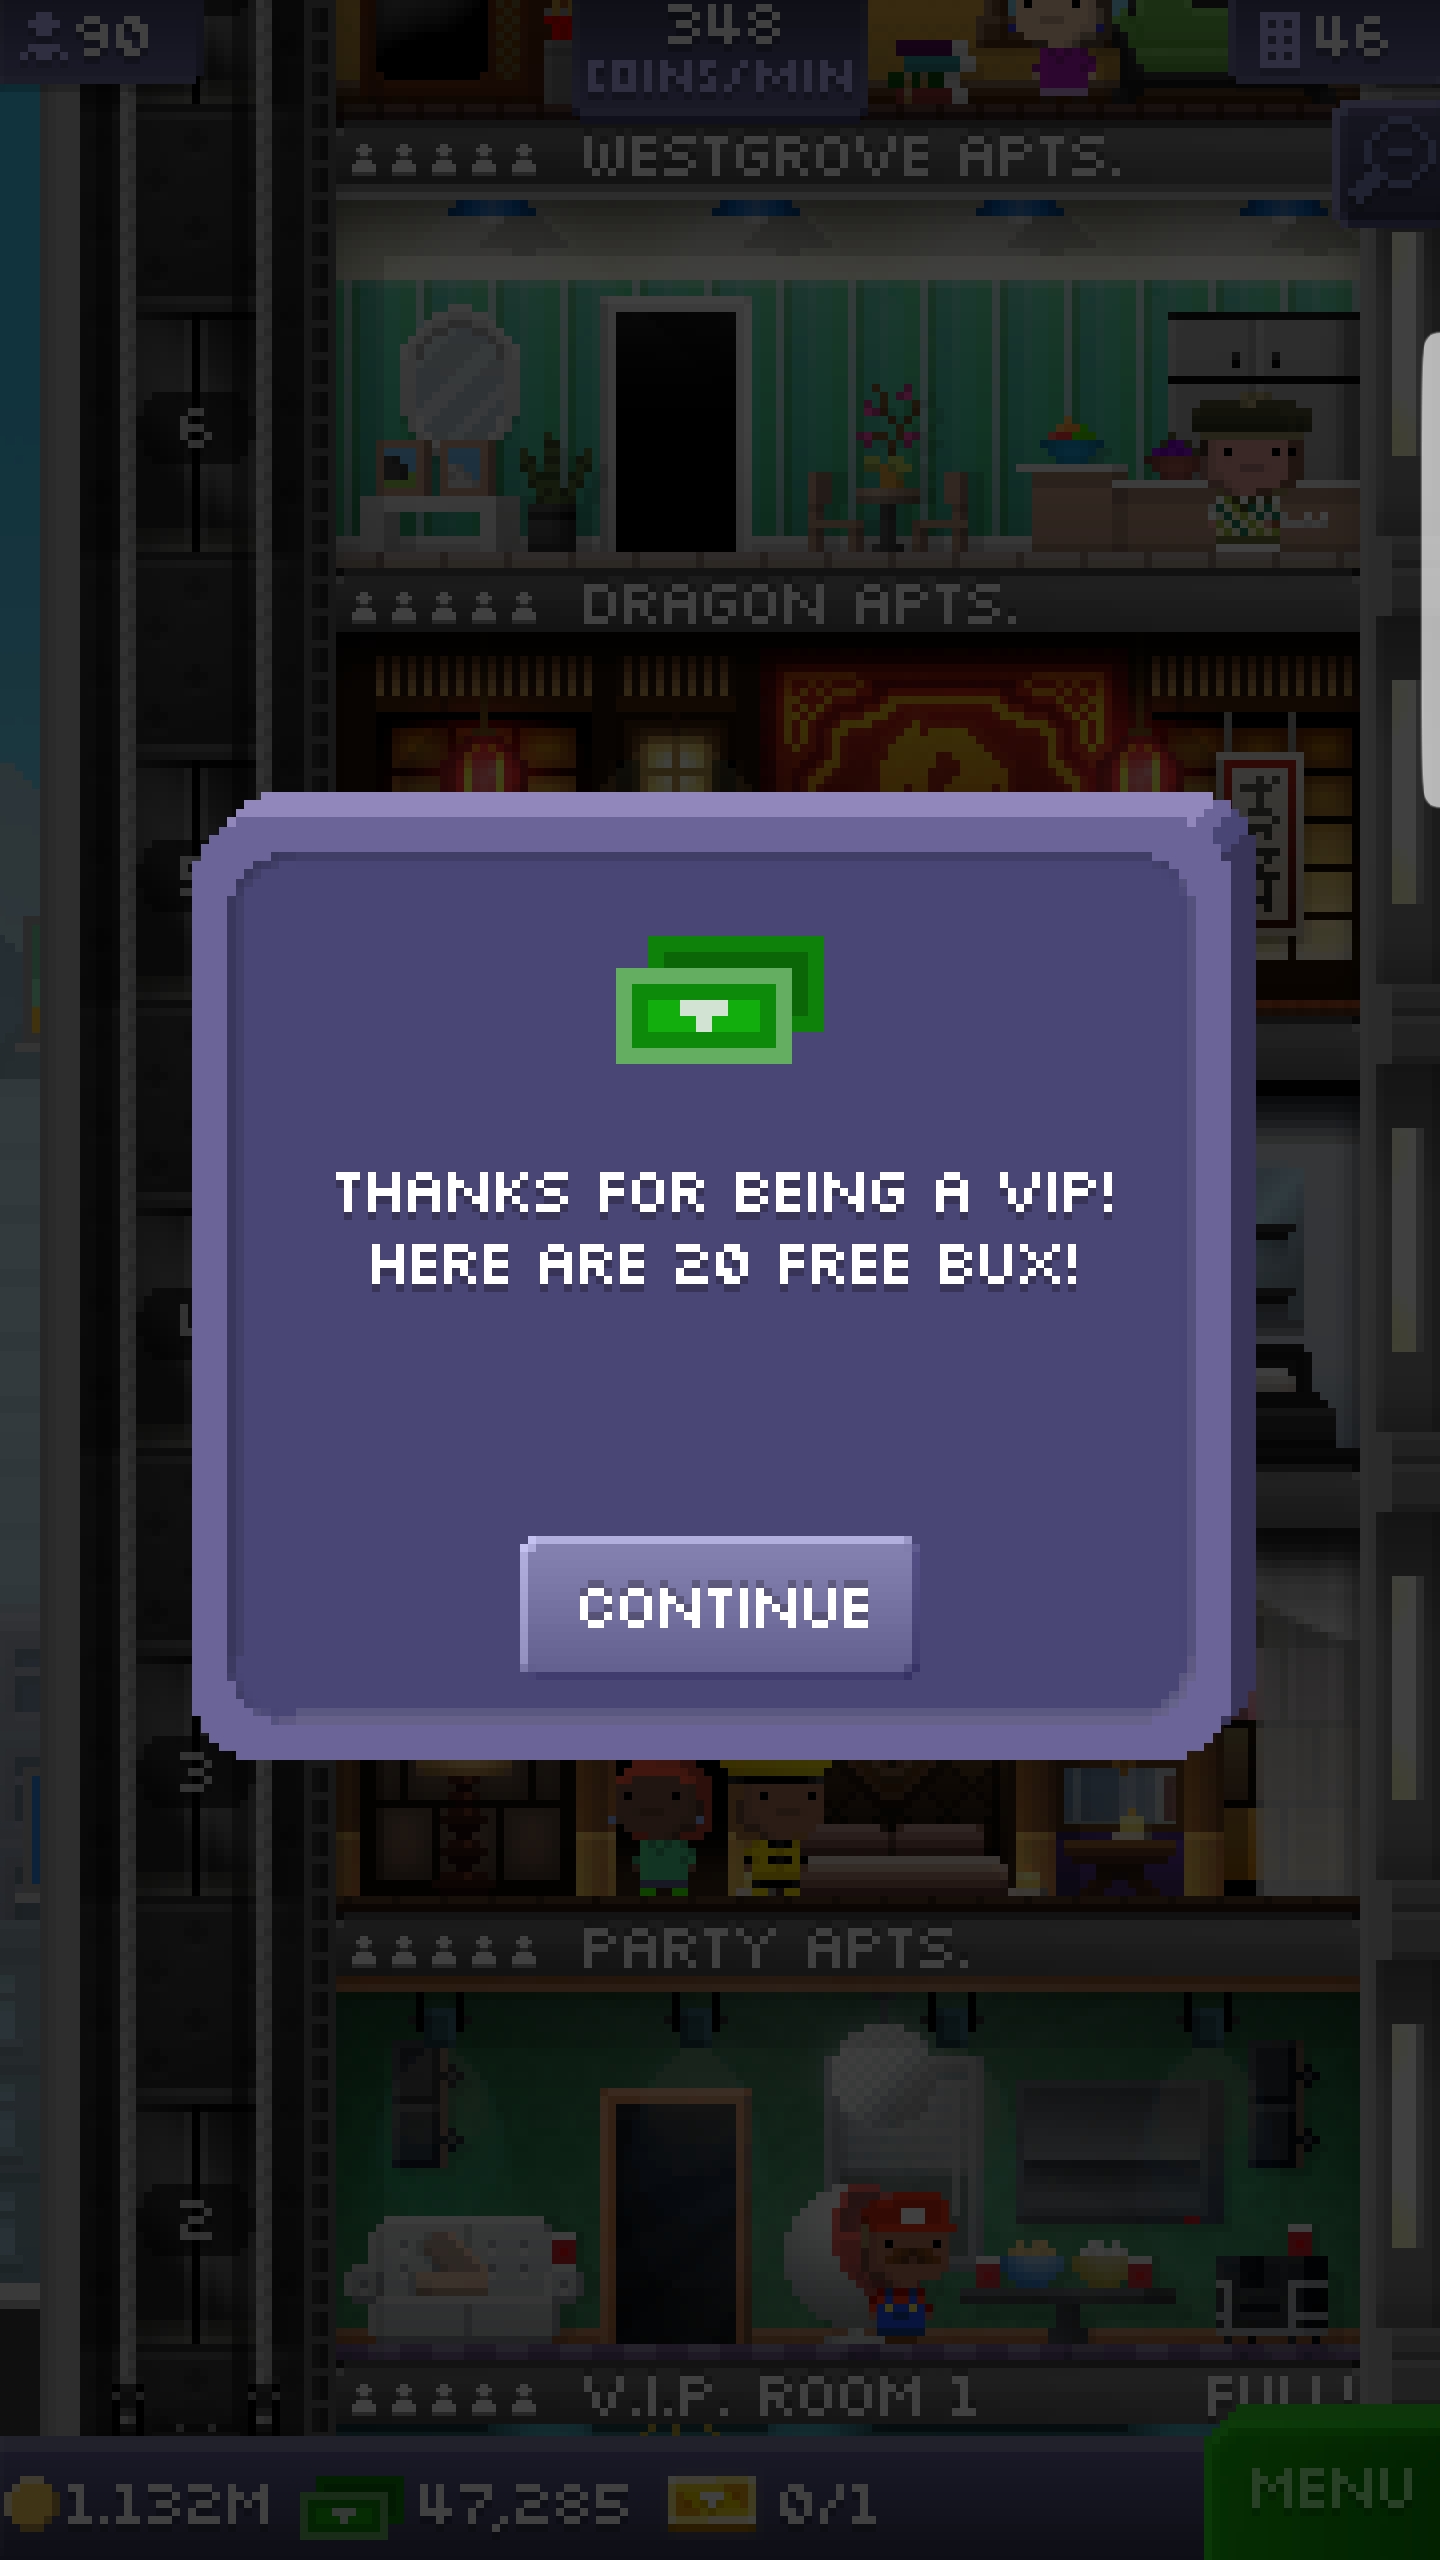 90
348
COINS/MIN
46
WESTGROVE APTS.
6
DRAGON APTS.
THANKS FOR BEING A VIP!
HERE ARE 20 FREE BUX!
CONTINUE
3
PARTY APTS.
2
V.I.P. ROOM 1
FULL!
1.132M
47,285
0/1
MENU